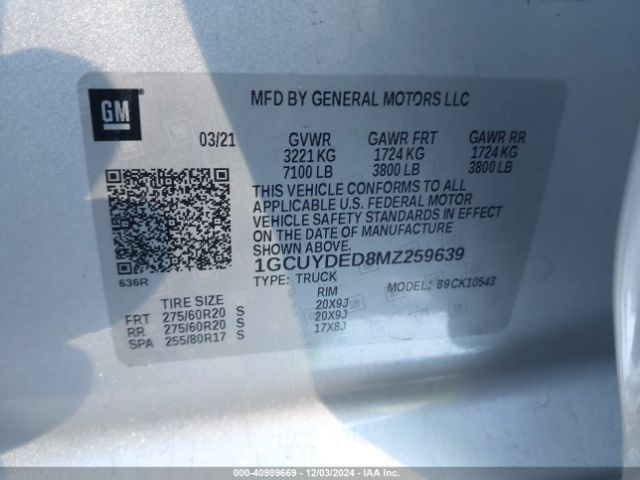 GM
MFD BY GENERAL MOTORS LLC
03/21 GVWR GAWR FRT GAWR RR
3221 KG 1724 KG 1724 KG
7100 LB 3800 LB 3800 LB
THIS VEHICLE CONFORMS TO ALL
APPLICABLE U.S. FEDERAL MOTOR
VEHICLE SAFETY STANDARDS IN EFFECT
ON THE DATE OF MANUFACTURE
SHOWN ABOVE.
636R
1GCUYDED8MZ259639
TYPE: TRUCK MODEL: 89CK10543
TIRE SIZE RIM
FRT 275/60R20 S 20X9J
RR 275/60R20 S 20X9J
SPA 255/80R17 S 17X8J
000-40989669 - 12/03/2024 - IAA Inc.